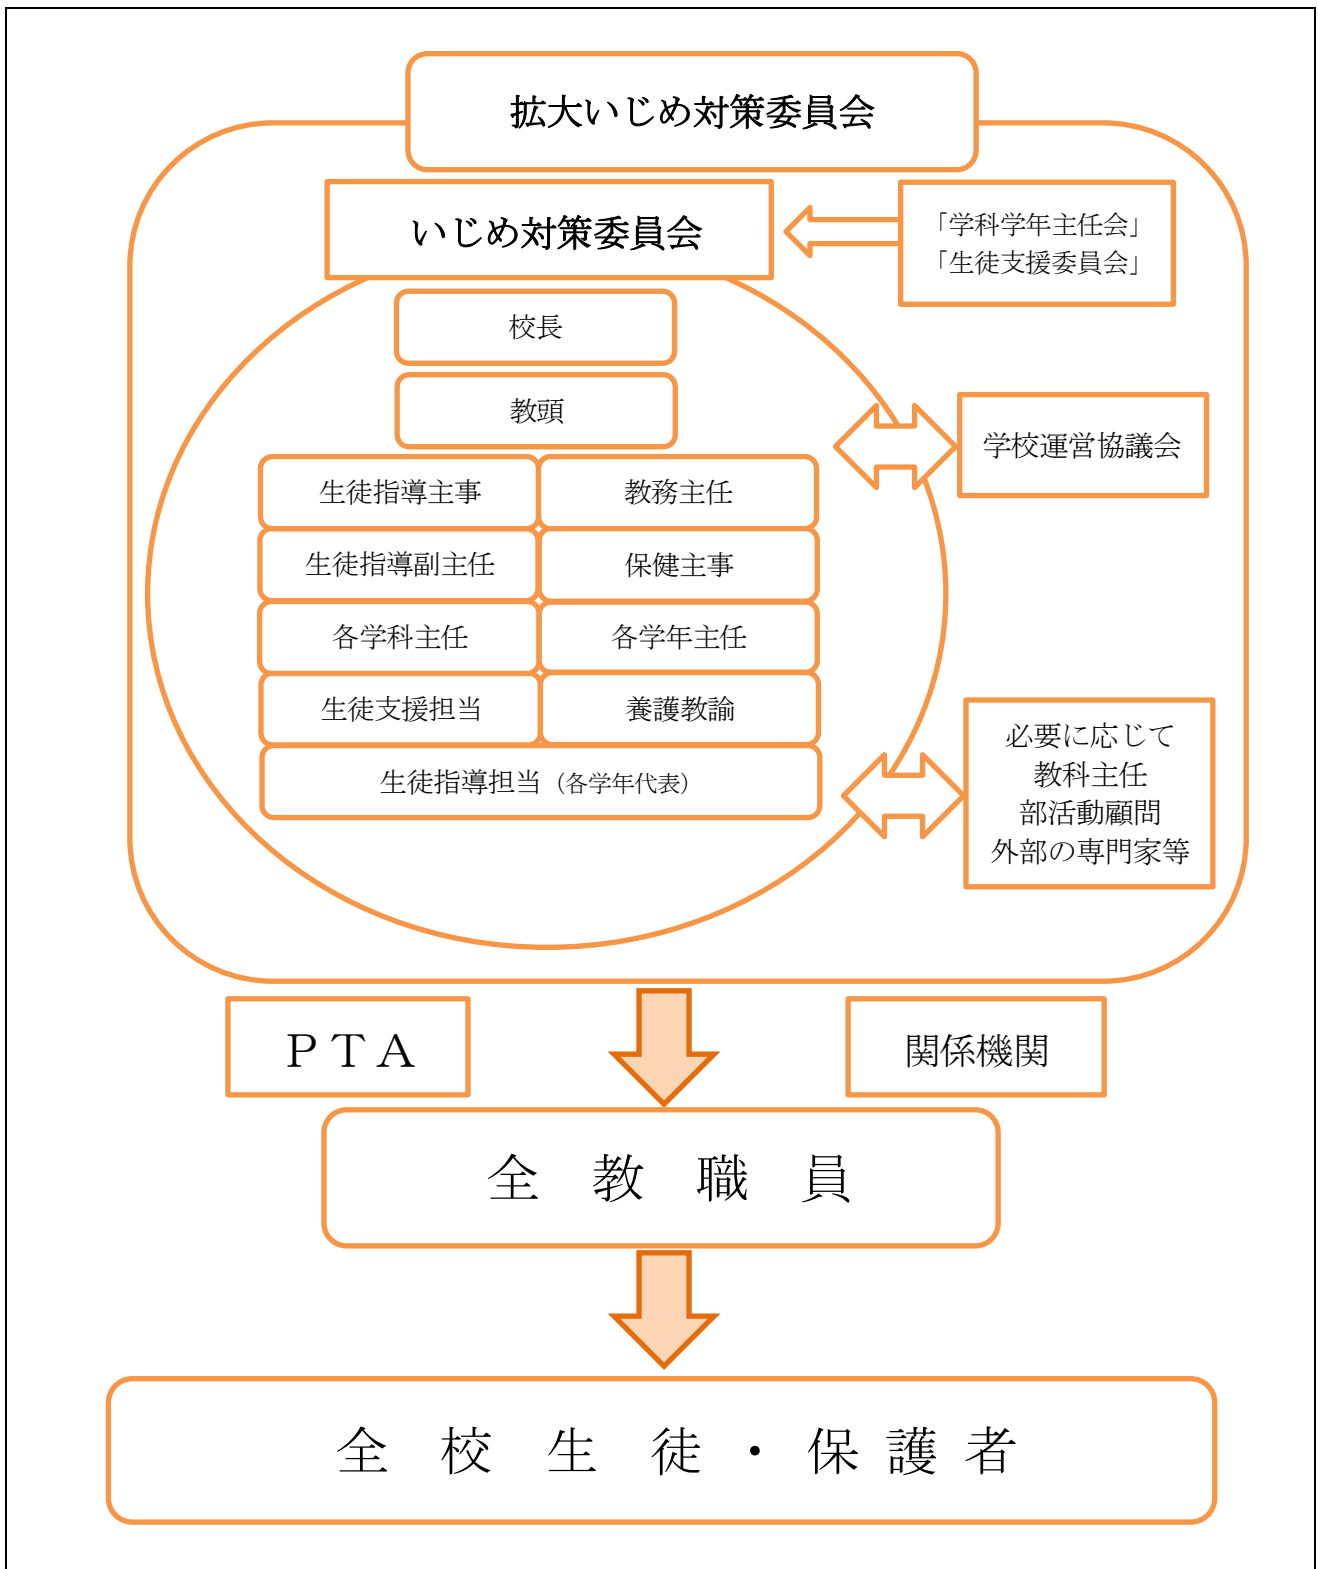 拡大いじめ対策委員会
いじめ対策委員会
「学科学年主任会」
「生徒支援委員会」
校長
教頭
学校運営協議会
生徒指導主事
教務主任
生徒指導副主任
保健主事
各学科主任
各学年主任
生徒支援担当
養護教諭
生徒指導担当（各学年代表）
必要に応じて
教科主任
部活動顧問
外部の専門家等
ＰＴＡ
関係機関
全　教　職　員
全　校　生　徒・保護者